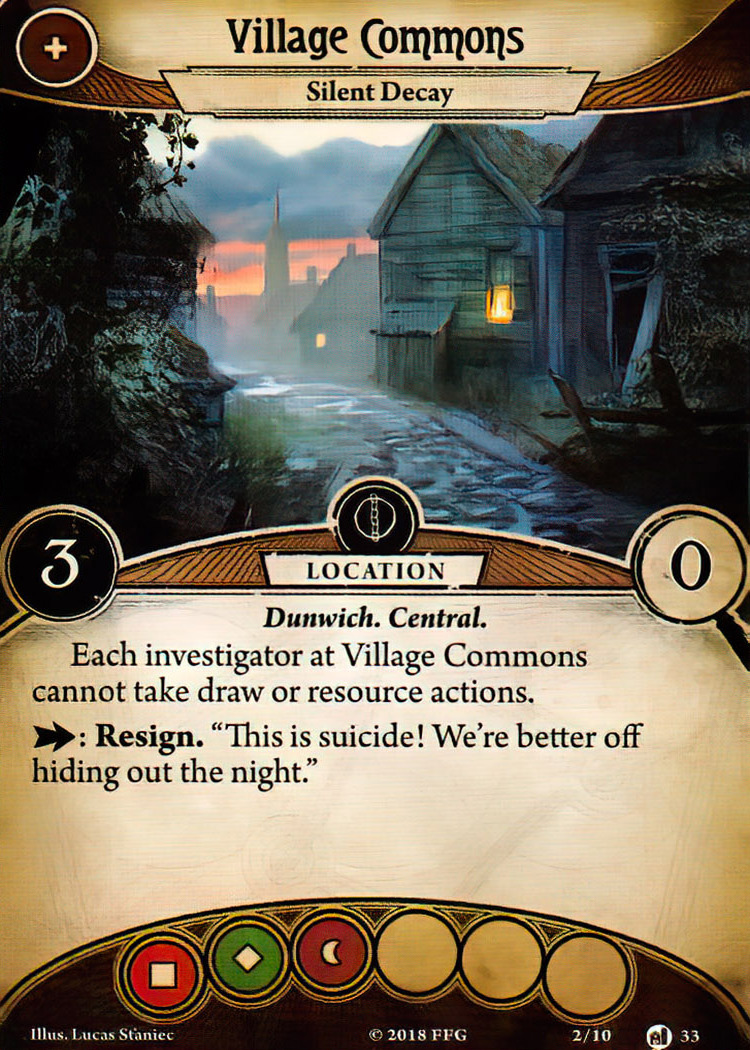 Village Commons
Silent Decay
3
0
LOCATION
Dunwich. Central.
Each investigator at Village Commons
cannot take draw or resource actions.
: Resign. “This is suicide! We’re better off
hiding out the night.”
Illus. Lucas Staniec © 2018 FFG 2/10 33